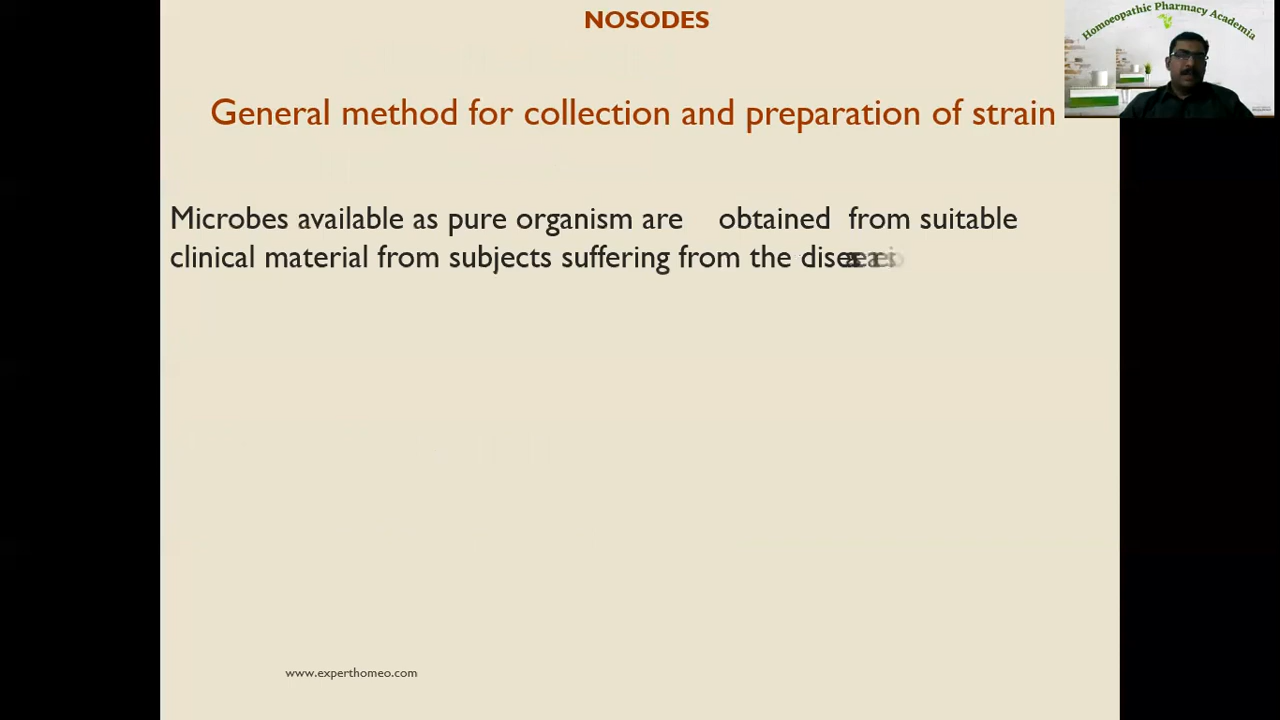 NOSODES
Homoeopathic Pharmacy Academia
General method for collection and preparation of strain
Microbes available as pure organism are obtained from suitable
clinical material from subjects suffering from the
www.experthomeo.com